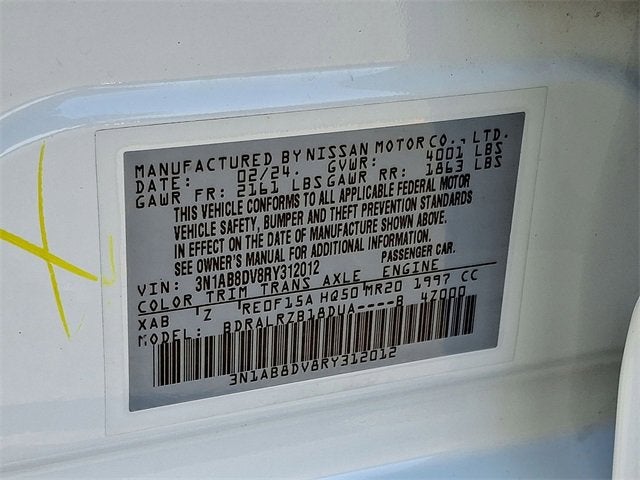 MANUFACTURED BY NISSAN MOTOR CO., LTD.
DATE: 02/24. GVWR: 4001 LBS
GAWR FR: 2161 LBS GAWR RR: 1863 LBS
THIS VEHICLE CONFORMS TO ALL APPLICABLE FEDERAL MOTOR
VEHICLE SAFETY, BUMPER AND THEFT PREVENTION STANDARDS
IN EFFECT ON THE DATE OF MANUFACTURE SHOWN ABOVE.
SEE OWNER'S MANUAL FOR ADDITIONAL INFORMATION
VIN: 3N1AB8DV8RY312012 PASSENGER CAR.
COLOR TRIM TRANS AXLE ENGINE
XAB Z RE0F15A HQ50 MR20 1997 CC
MODEL: BDRALRZB18DUA----B 4Z000
3N1AB8DV8RY312012